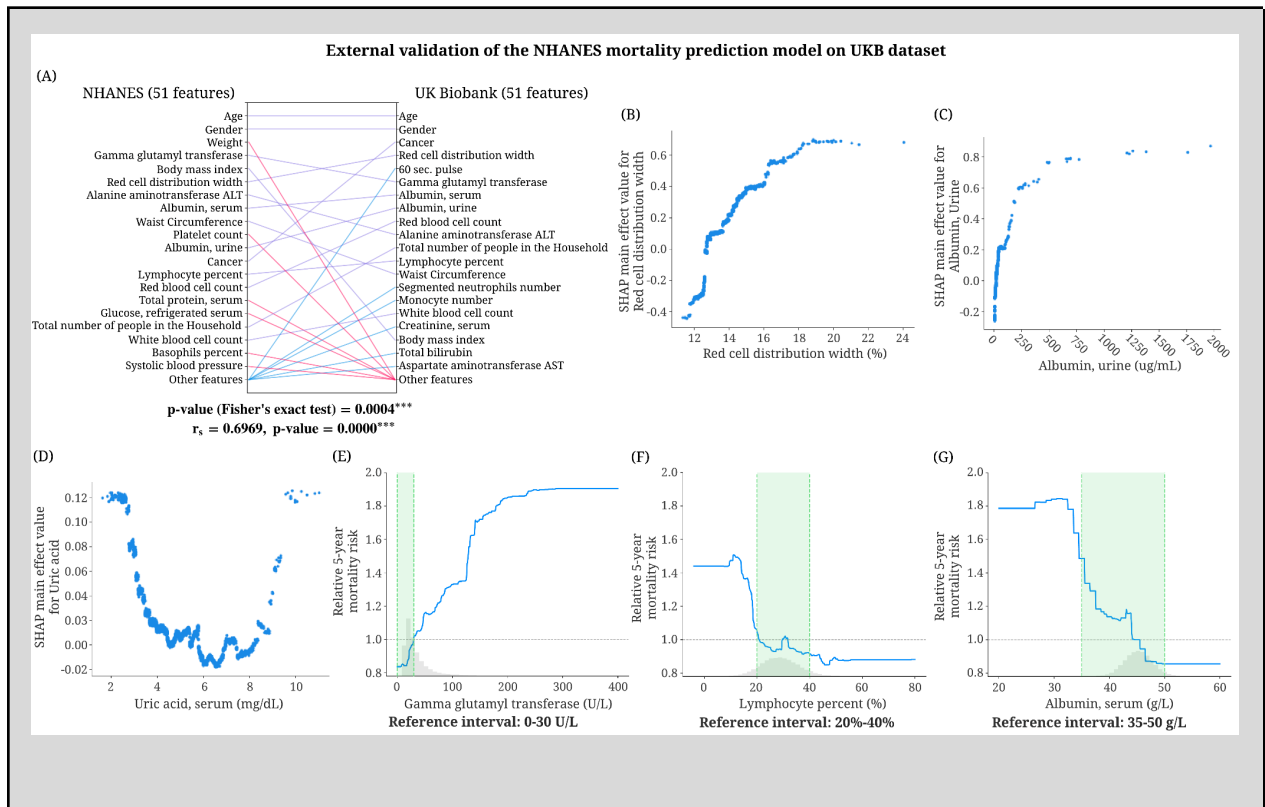 External validation of the NHANES mortality prediction model on UKB dataset
(A)
NHANES (51 features)
UK Biobank (51 features)
Age
Gender
Weight
Gamma glutamyl transferase
Body mass index
Red cell distribution width
Alanine aminotransferase ALT
Albumin, serum
Waist Circumference
Platelet count
Albumin, urine
Cancer
Lymphocyte percent
Red blood cell count
Total protein, serum
Glucose, refrigerated serum
Total number of people in the Household
White blood cell count
Basophils percent
Systolic blood pressure
Other features
Age
Gender
Cancer
Red cell distribution width
60 sec. pulse
Gamma glutamyl transferase
Albumin, serum
Albumin, urine
Red blood cell count
Alanine aminotransferase ALT
Total number of people in the Household
Lymphocyte percent
Waist Circumference
Segmented neutrophils number
Monocyte number
White blood cell count
Creatinine, serum
Body mass index
Total bilirubin
Aspartate aminotransferase AST
Other features
p-value (Fisher's exact test) = 0.0004***
rs = 0.6969, p-value = 0.0000***
(B)
SHAP main effect value for
Red cell distribution width
0.6
0.4
0.2
0.0
-0.2
-0.4
12 14 16 18 20 22 24
Red cell distribution width (%)
(C)
SHAP main effect value for
Albumin, Urine
0.8
0.6
0.4
0.2
0.0
-0.2
0 250 500 750 1000 1250 1500 1750 2000
Albumin, urine (ug/mL)
(D)
SHAP main effect value
for Uric acid
0.12
0.10
0.08
0.06
0.04
0.03
0.00
-0.02
2 4 6 8 10
Uric acid, serum (mg/dL)
(E)
Relative 5-year
mortality risk
2.0
1.8
1.6
1.4
1.2
1.0
0.8
0 100 200 300 400
Gamma glutamyl transferase (U/L)
Reference interval: 0-30 U/L
(F)
Relative 5-year
mortality risk
2.0
1.8
1.6
1.4
1.2
1.0
0.8
0 20 40 60 80
Lymphocyte percent (%)
Reference interval: 20%-40%
(G)
Relative 5-year
mortality risk
2.0
1.8
1.6
1.4
1.2
1.0
0.8
20 30 40 50 60
Albumin, serum (g/L)
Reference interval: 35-50 g/L